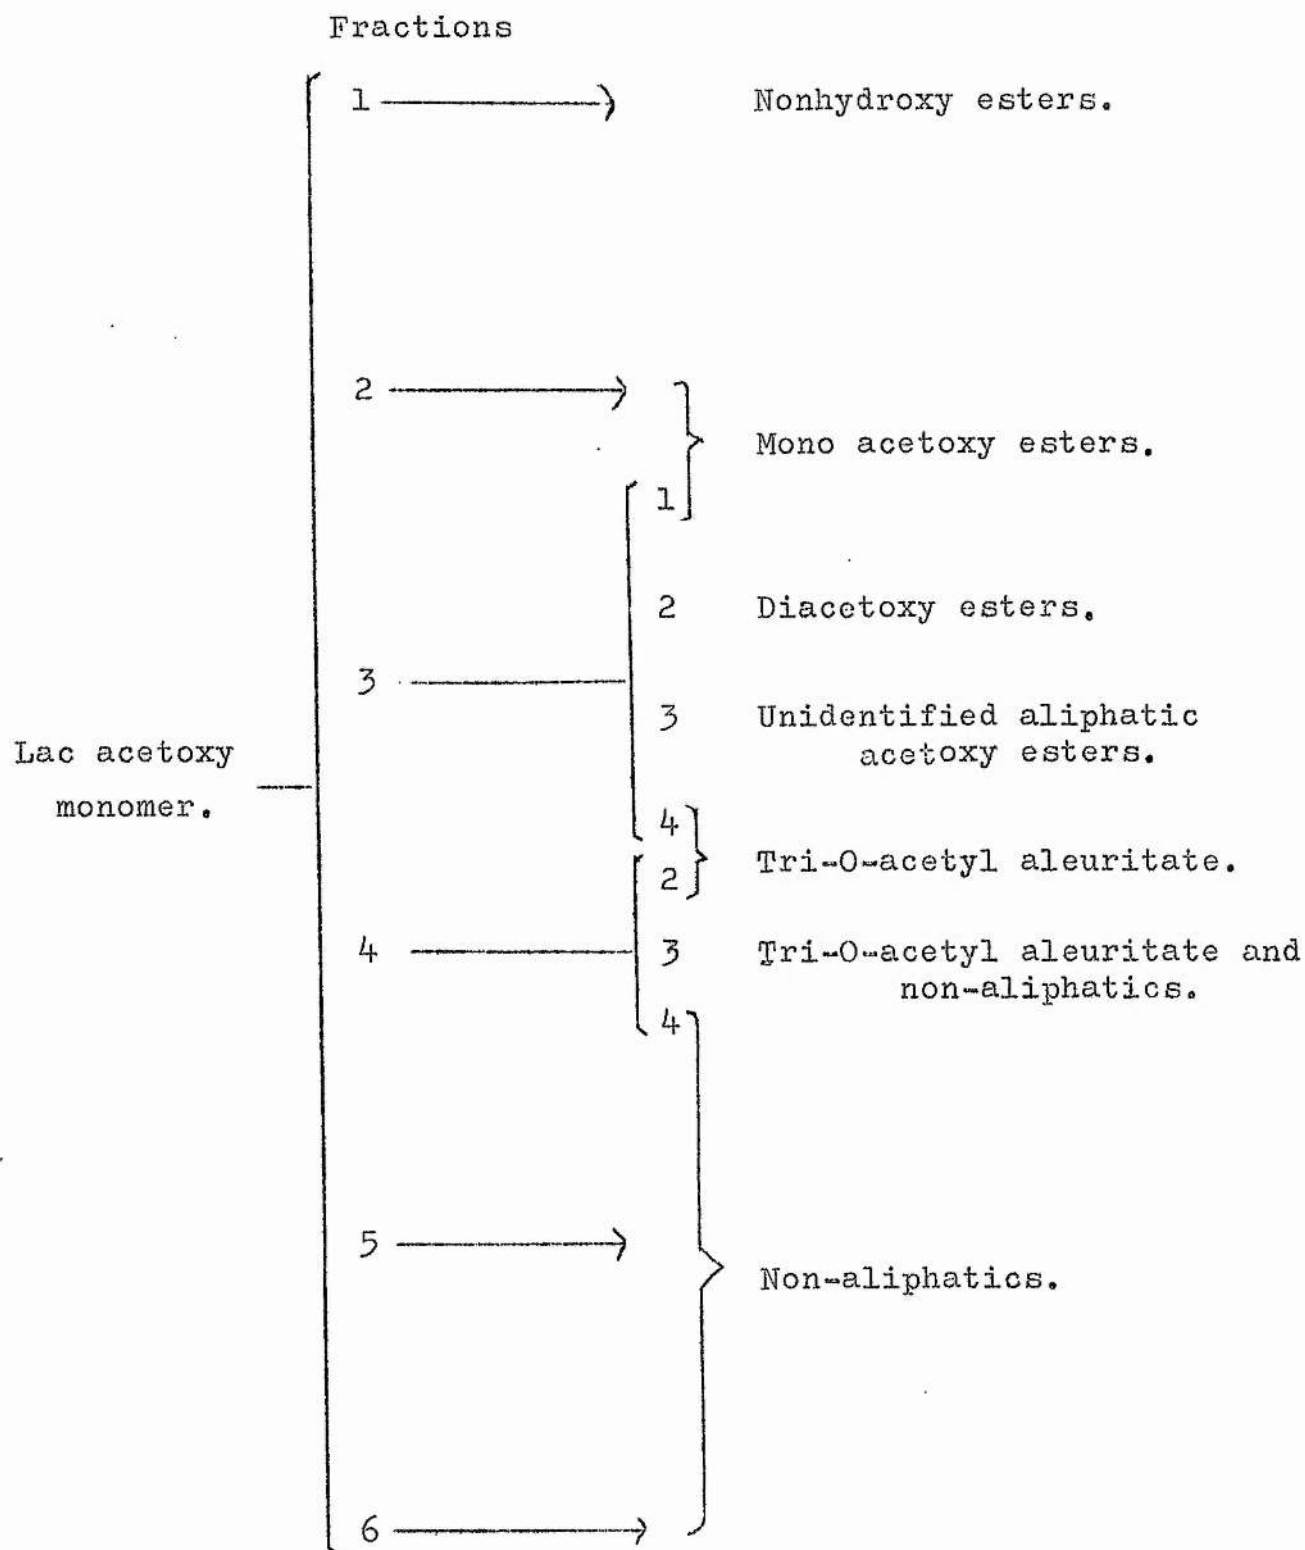 Fractions
1 Nonhydroxy esters.
2
Mono acetoxy esters.
1
2 Diacetoxy esters.
3
3 Unidentified aliphatic
acetoxy esters.
Lac acetoxy
monomer.
4
Tri-O-acetyl aleuritate.
2
4 3 Tri-O-acetyl aleuritate and
non-aliphatics.
4
5
Non-aliphatics.
6